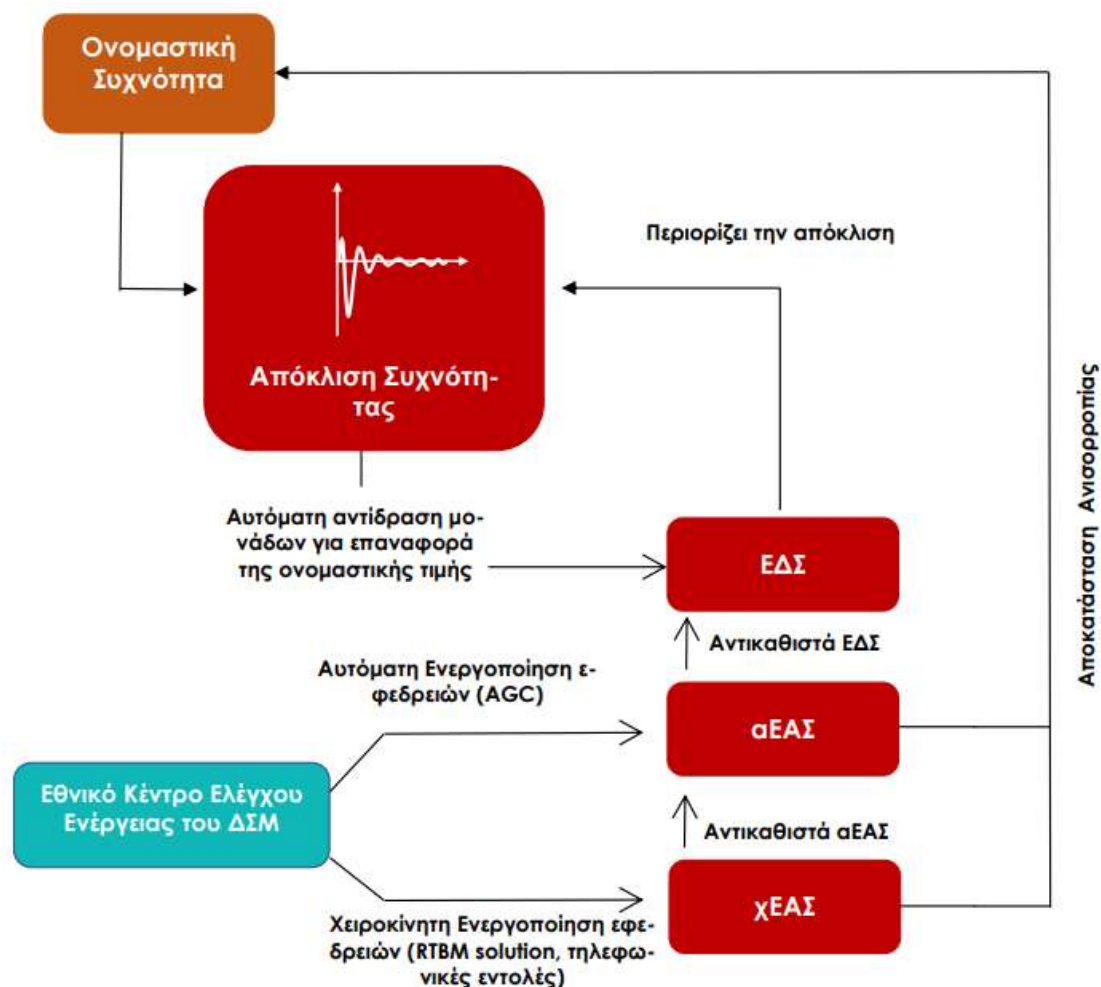 Ονομαστική
Συχνότητα
Περιορίζει την απόκλιση
Απόκλιση Συχνότη-
τας
Αποκατάσταση Ανισορροπίας
Αυτόματη αντίδραση μο-
νάδων για επαναφορά
της ονομαστικής τιμής
ΕΔΣ
Αντικαθιστά ΕΔΣ
Αυτόματη Ενεργοποίηση ε-
φεδρειών (AGC)
αΕΑΣ
Εθνικό Κέντρο Ελέγχου
Ενέργειας του ΔΣΜ
Αντικαθιστά αΕΑΣ
χΕΑΣ
Χειροκίνητη Ενεργοποίηση εφε-
δρειών (RTBM solution, τηλεφω-
νικές εντολές)